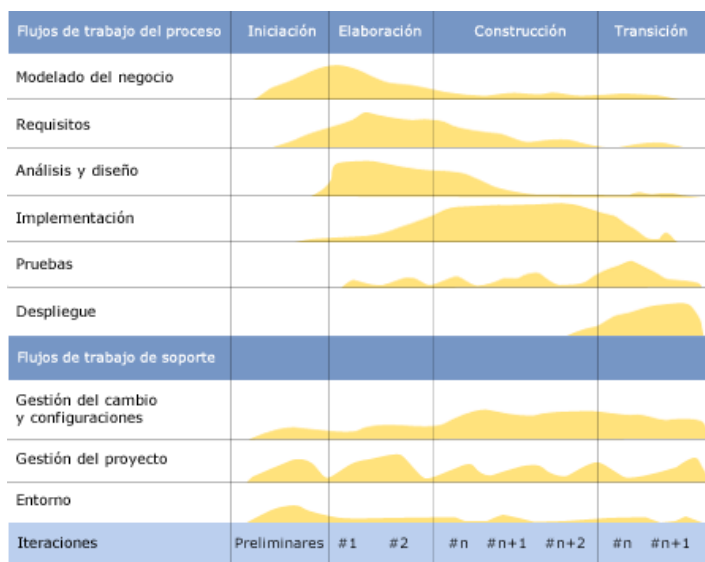 Flujos de trabajo del proceso Iniciación Elaboración Construcción Transición
Modelado del negocio
Requisitos
Análisis y diseño
Implementación
Pruebas
Despliegue
Flujos de trabajo de soporte
Gestión del cambio
y configuraciones
Gestión del proyecto
Entorno
Iteraciones Preliminares #1 #2 #n #n+1 #n+2 #n #n+1